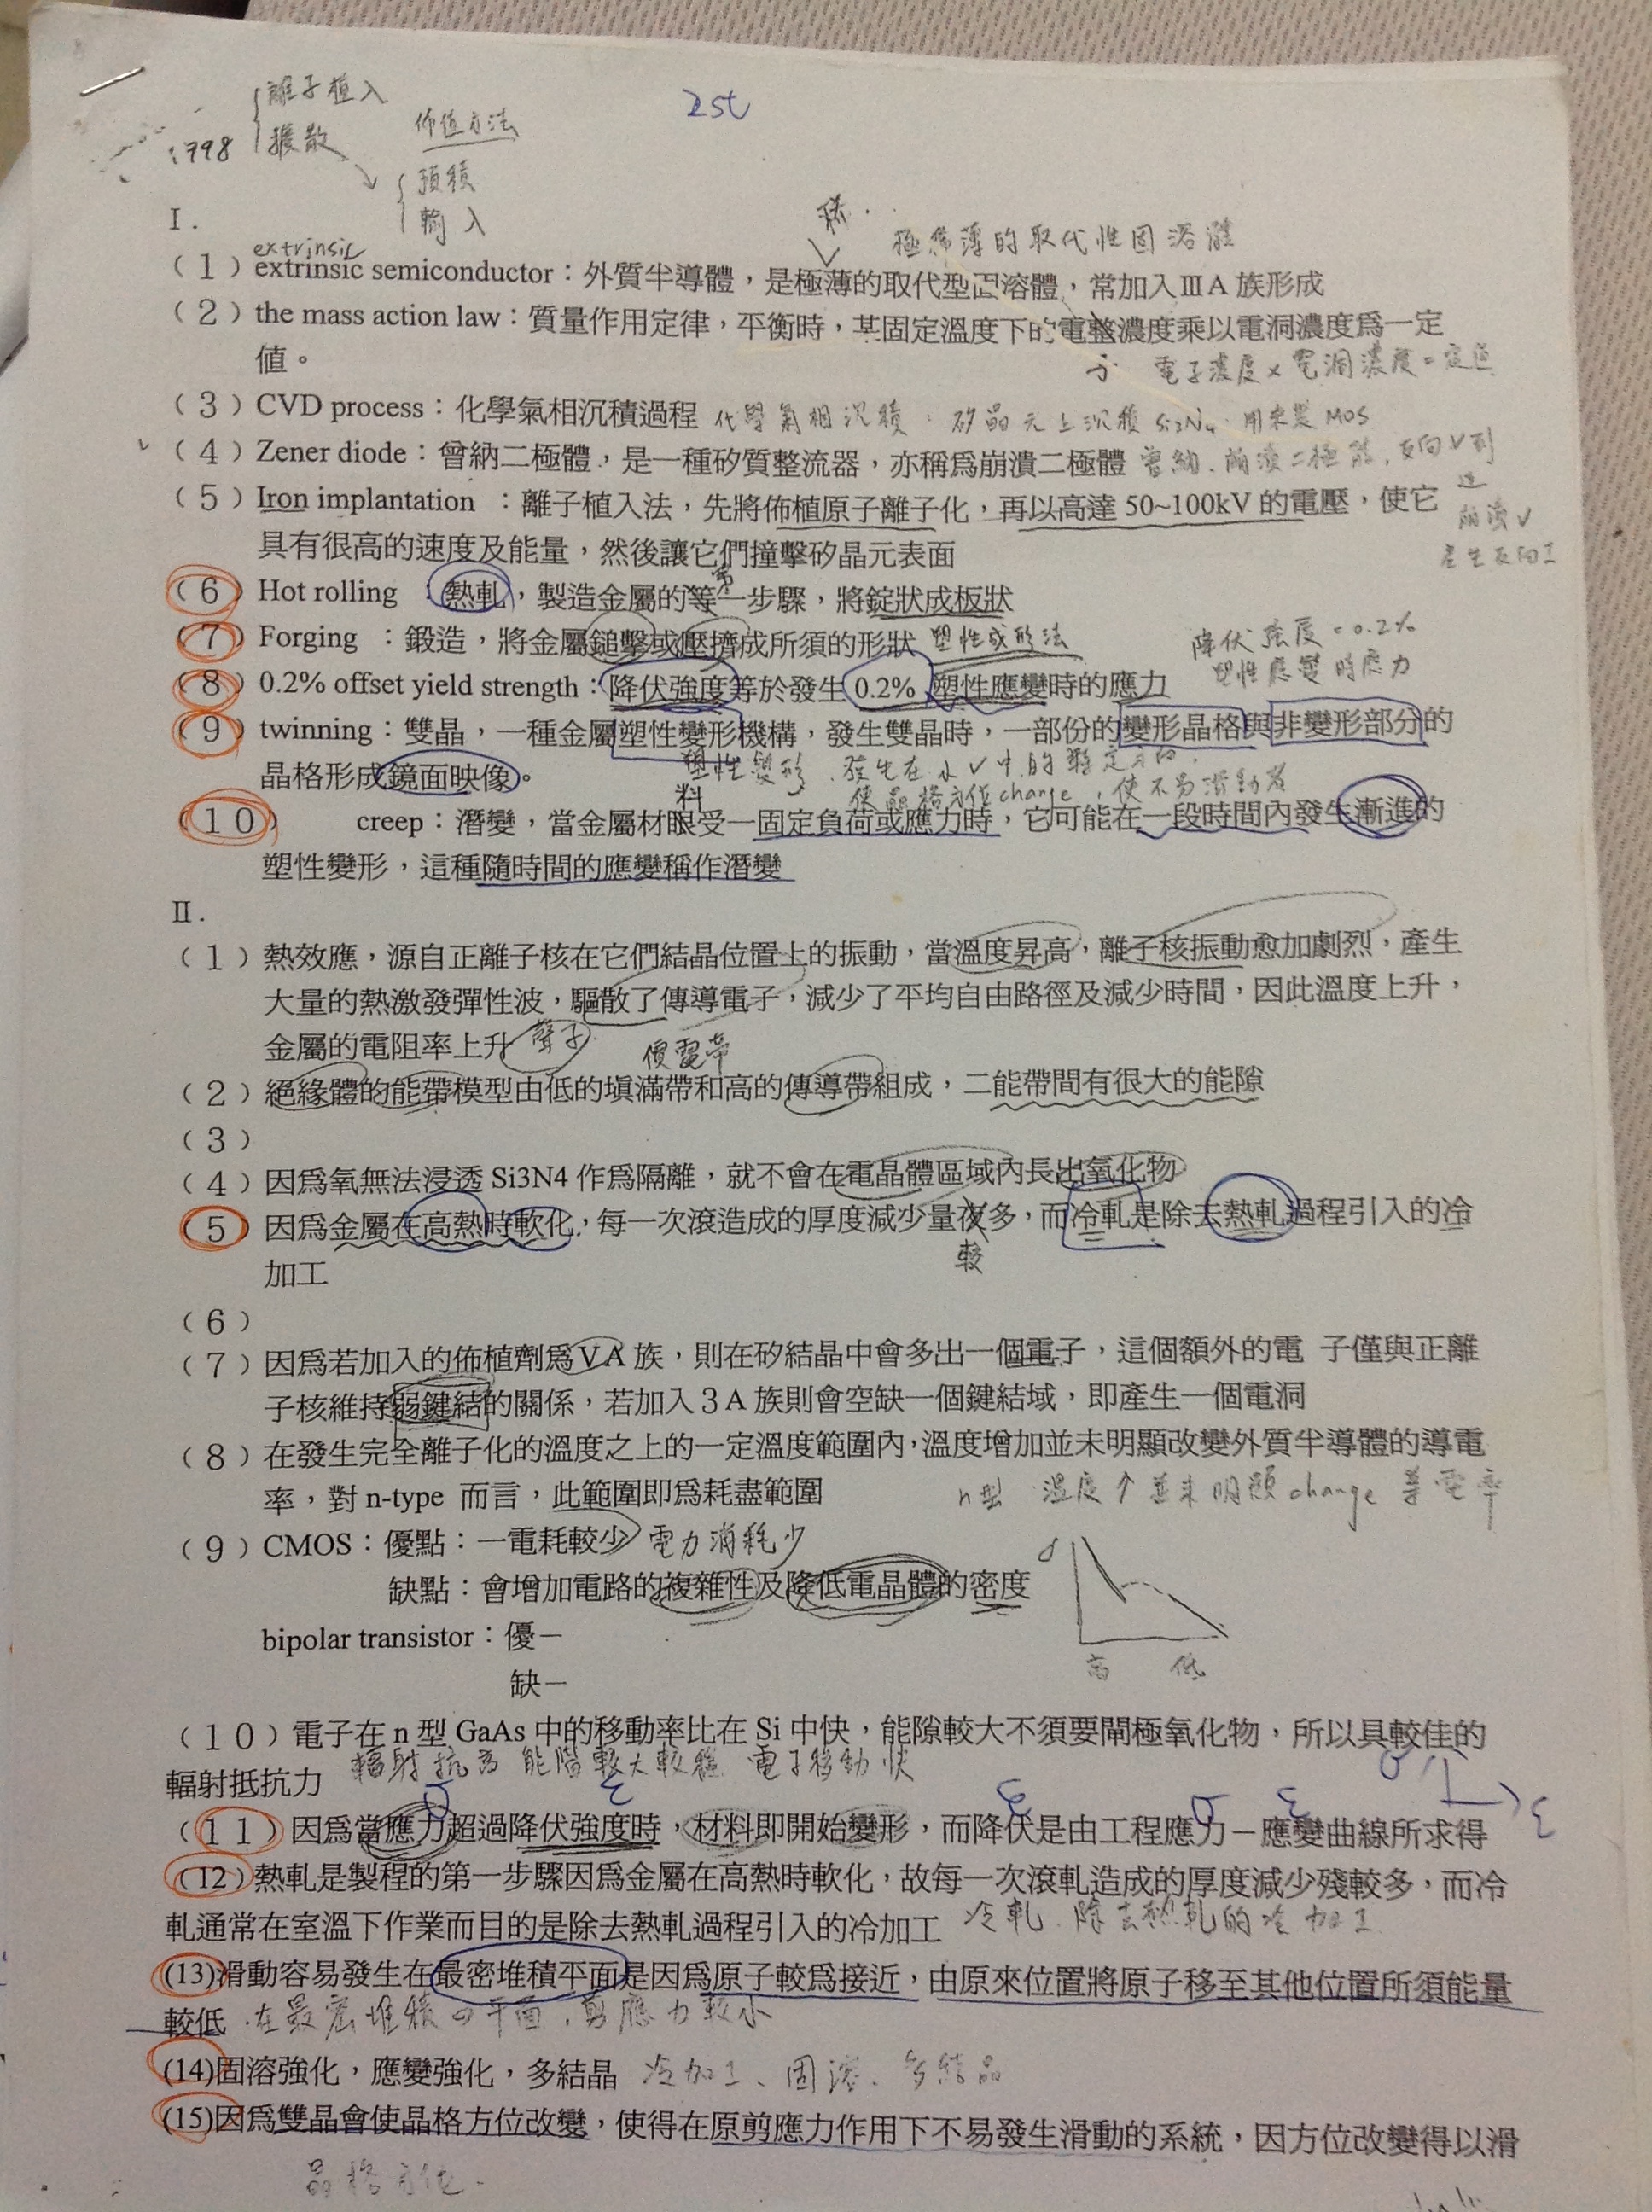 離子植入
2st
1998 擴散
佈植方法
預積
輸入
I.
稀
極稀薄的取代性固溶體
extrinsic
(1) extrinsic semiconductor：外質半導體，是極薄的取代型固溶體，常加入ⅢA 族形成
(2) the mass action law：質量作用定律，平衡時，某固定溫度下的電整濃度乘以電洞濃度為一定
值。
子 電子濃度×電洞濃度=定值
(3) CVD process：化學氣相沉積過程 化學氣相沉積，矽晶元上沉積 Si3N4 用來製 MOS
(4) Zener diode：曾納二極體，是一種矽質整流器，亦稱為崩潰二極體 曾納、崩潰二極體，反向V到
達
(5) Iron implantation ：離子植入法，先將佈植原子離子化，再以高達 50~100kV 的電壓，使它
崩潰V
具有很高的速度及能量，然後讓它們撞擊矽晶元表面
產生反向I
第
(6) Hot rolling ：熱軋，製造金屬的等一步驟，將錠狀成板狀
(7) Forging ：鍛造，將金屬鎚擊或壓擠成所須的形狀 塑性成形法
降伏強度=0.2%
塑性應變時應力
(8) 0.2% offset yield strength：降伏強度等於發生 0.2% 塑性應變時的應力
(9) twinning：雙晶，一種金屬塑性變形機構，發生雙晶時，一部份的變形晶格與非變形部分的
晶格形成鏡面映像。
塑性變形
使晶格方位 change，使不易滑動者
料
(10) creep：潛變，當金屬材眼受一固定負荷或應力時，它可能在一段時間內發生漸進的
塑性變形，這種隨時間的應變稱作潛變
II.
(1) 熱效應，源自正離子核在它們結晶位置上的振動，當溫度昇高，離子核振動愈加劇烈，產生
大量的熱激發彈性波，驅散了傳導電子，減少了平均自由路徑及減少時間，因此溫度上升，
金屬的電阻率上升 聲子
價電帶
(2) 絕緣體的能帶模型由低的填滿帶和高的傳導帶組成，二能帶間有很大的能隙
(3)
(4) 因為氧無法浸透 Si3N4 作為隔離，就不會在電晶體區域內長出氧化物
(5) 因為金屬在高熱時軟化，每一次滾造成的厚度減少量夜多，而冷軋是除去熱軋過程引入的冷
較
加工
(6)
(7) 因為若加入的佈植劑為ⅤA 族，則在矽結晶中會多出一個電子，這個額外的電 子僅與正離
子核維持弱鍵結的關係，若加入３A 族則會空缺一個鍵結域，即產生一個電洞
(8) 在發生完全離子化的溫度之上的一定溫度範圍內，溫度增加並未明顯改變外質半導體的導電
率，對 n-type 而言，此範圍即為耗盡範圍
n型 溫度↑並未明顯 change 導電率
(9) CMOS：優點：一電耗較少 電力消耗少
缺點：會增加電路的複雜性及降低電晶體的密度
σ
bipolar transistor：優－
高 低
缺－
(10) 電子在 n 型 GaAs 中的移動率比在 Si 中快，能隙較大不須要閘極氧化物，所以具較佳的
輻射抵抗力 輻射抗高 能階較大較穩 電子移動快
σ ε ε σ ε σ ε
(11) 因為當應力超過降伏強度時，材料即開始變形，而降伏是由工程應力－應變曲線所求得
(12) 熱軋是製程的第一步驟因為金屬在高熱時軟化，故每一次滾軋造成的厚度減少殘較多，而冷
軋通常在室溫下作業而目的是除去熱軋過程引入的冷加工 冷軋、除去熱軋的冷加工
(13)滑動容易發生在最密堆積平面是因為原子較為接近，由原來位置將原子移至其他位置所須能量
較低 在最密堆積的平面，剪應力較小
(14)固溶強化，應變強化，多結晶 冷加工、固溶、多結晶
(15)因為雙晶會使晶格方位改變，使得在原剪應力作用下不易發生滑動的系統，因方位改變得以滑
晶格方位